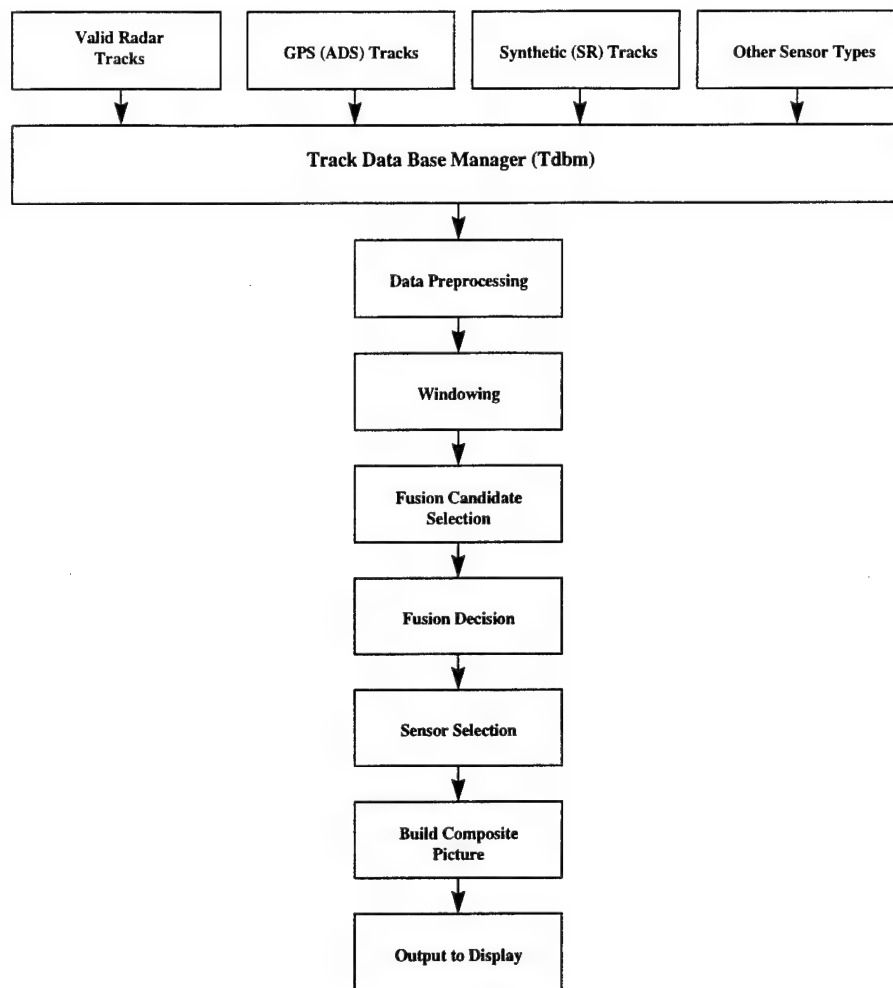 Valid Radar
Tracks
GPS (ADS) Tracks
Synthetic (SR) Tracks
Other Sensor Types
Track Data Base Manager (Tdbm)
Data Preprocessing
Windowing
Fusion Candidate
Selection
Fusion Decision
Sensor Selection
Build Composite
Picture
Output to Display